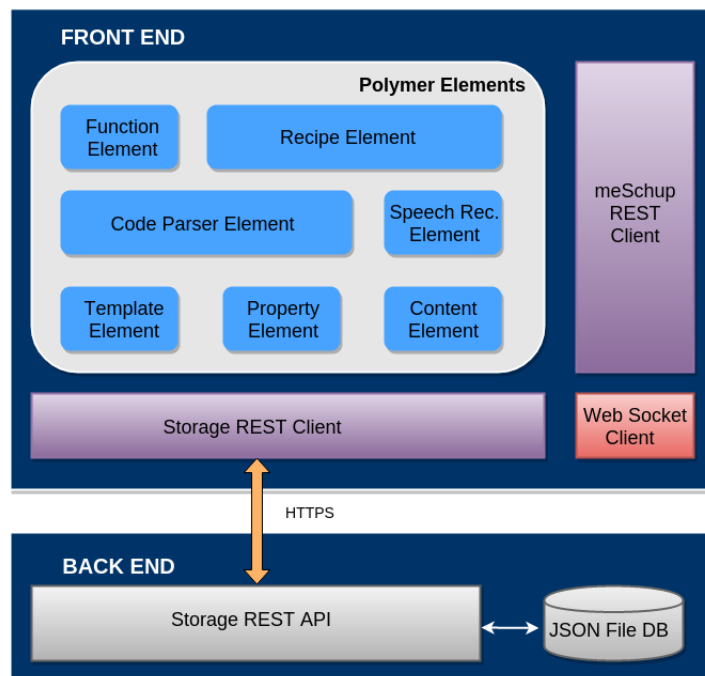 FRONT END
Polymer Elements
Function
Element
Recipe Element
Code Parser Element
Speech Rec.
Element
Template
Element
Property
Element
Content
Element
meSchup
REST
Client
Storage REST Client
Web Socket
Client
HTTPS
BACK END
Storage REST API
JSON File DB